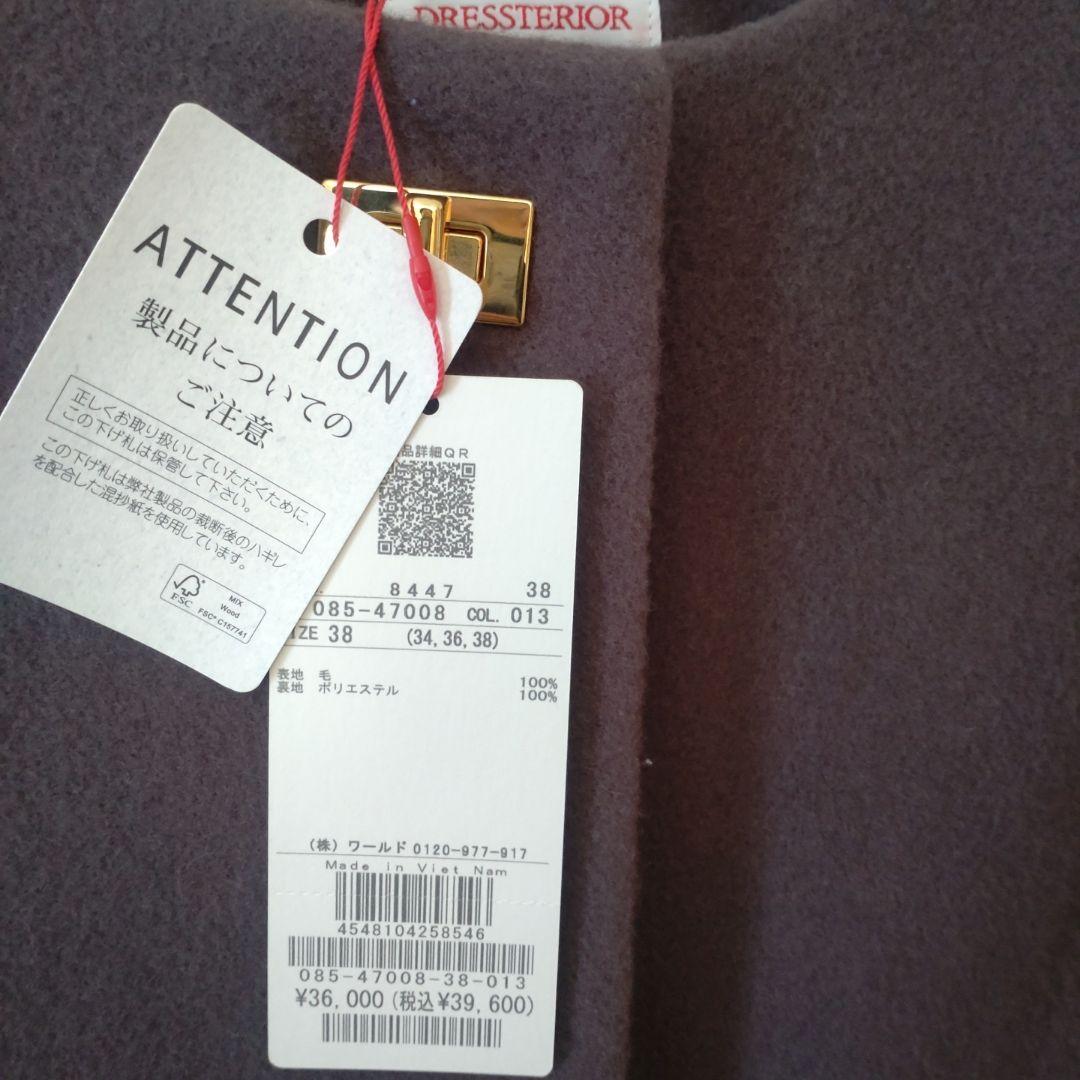 DRESSTERIOR
ATTENTION
製品についての
ご注意
正しくお取り扱いしていただくために、
この下げ札は保管して下さい。
この下げ札は弊社製品の裁断後のハギレ
を配合した混抄紙を使用しています。
FSC
MIX
Wood
FSC® C157741
品詳細QR
8447 38
085-47008 COL. 013
IZE 38 (34,36,38)
表地 毛 100%
裏地 ポリエステル 100%
(株) ワールド 0120-977-917
Made in Viet Nam
4548104258546
085-47008-38-013
¥36,000 (税込¥39,600)